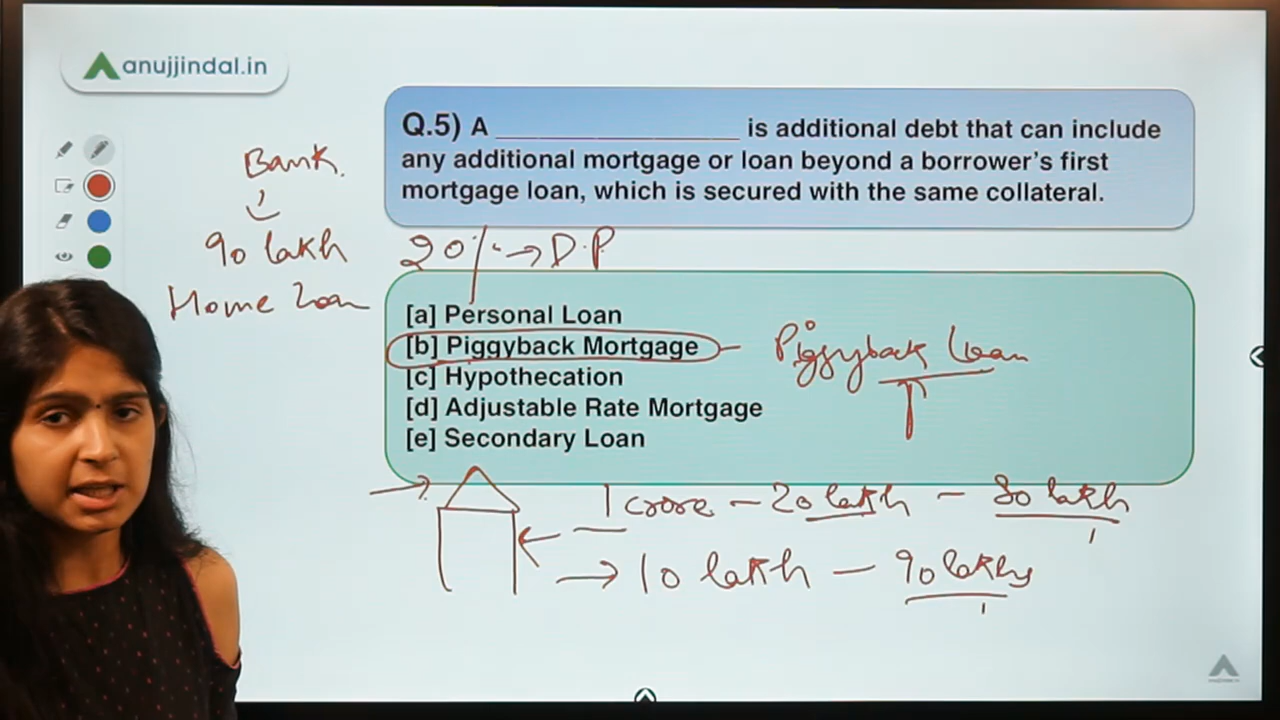 anujjindal.in
Q.5) A ________________ is additional debt that can include
any additional mortgage or loan beyond a borrower's first
mortgage loan, which is secured with the same collateral.
Bank.
90 lakh
Home Loan
20% → D.P
[a] Personal Loan
[b] Piggyback Mortgage
Piggyback Loan
[c] Hypothecation
[d] Adjustable Rate Mortgage
[e] Secondary Loan
1 crore - 20 lakh - 80 lakh
→ 10 lakh - 90 lakhs